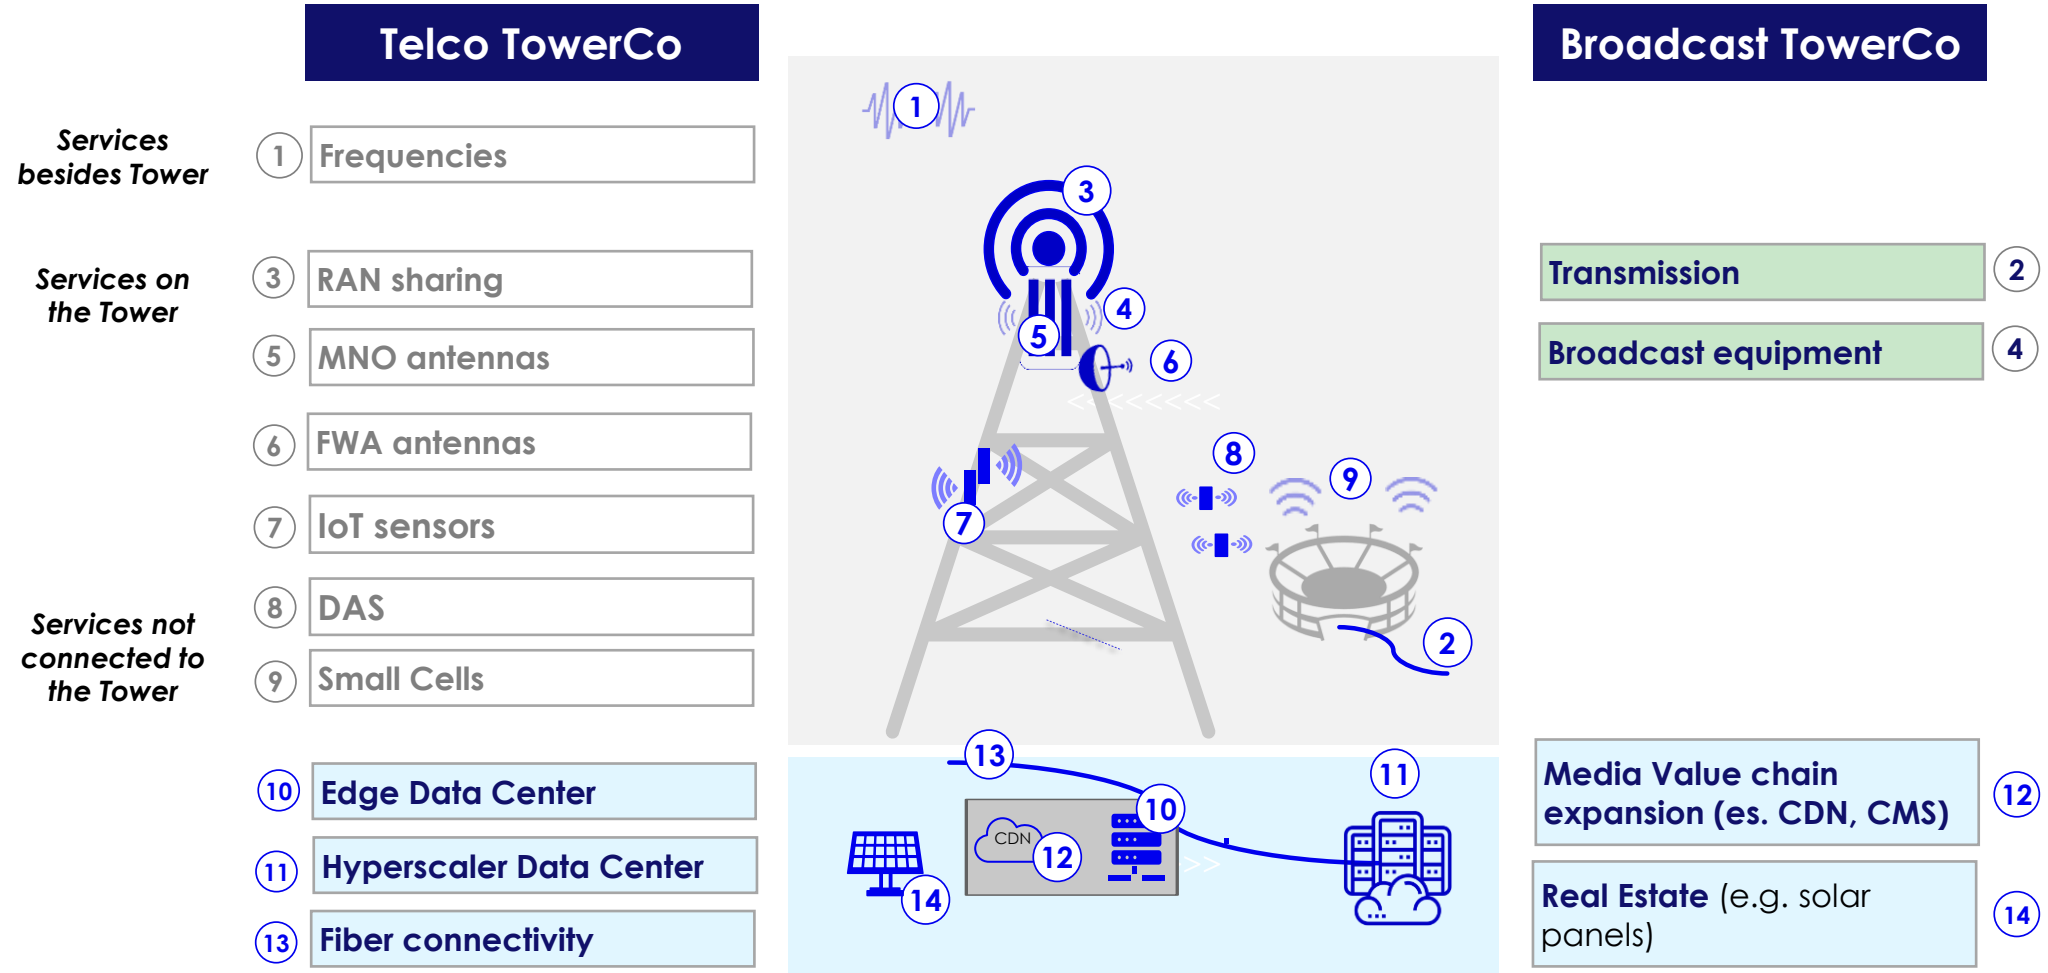 Telco TowerCo
Broadcast TowerCo
Services
besides Tower
1 Frequencies
Services on
the Tower
3 RAN sharing
5 MNO antennas
6 FWA antennas
7 IoT sensors
Services not
connected to
the Tower
8 DAS
9 Small Cells
10 Edge Data Center
11 Hyperscaler Data Center
13 Fiber connectivity
1
3
4
5
6
8
9
7
2
13
11
10
CDN
12
14
Transmission 2
Broadcast equipment 4
Media Value chain
expansion (es. CDN, CMS) 12
Real Estate (e.g. solar
panels) 14